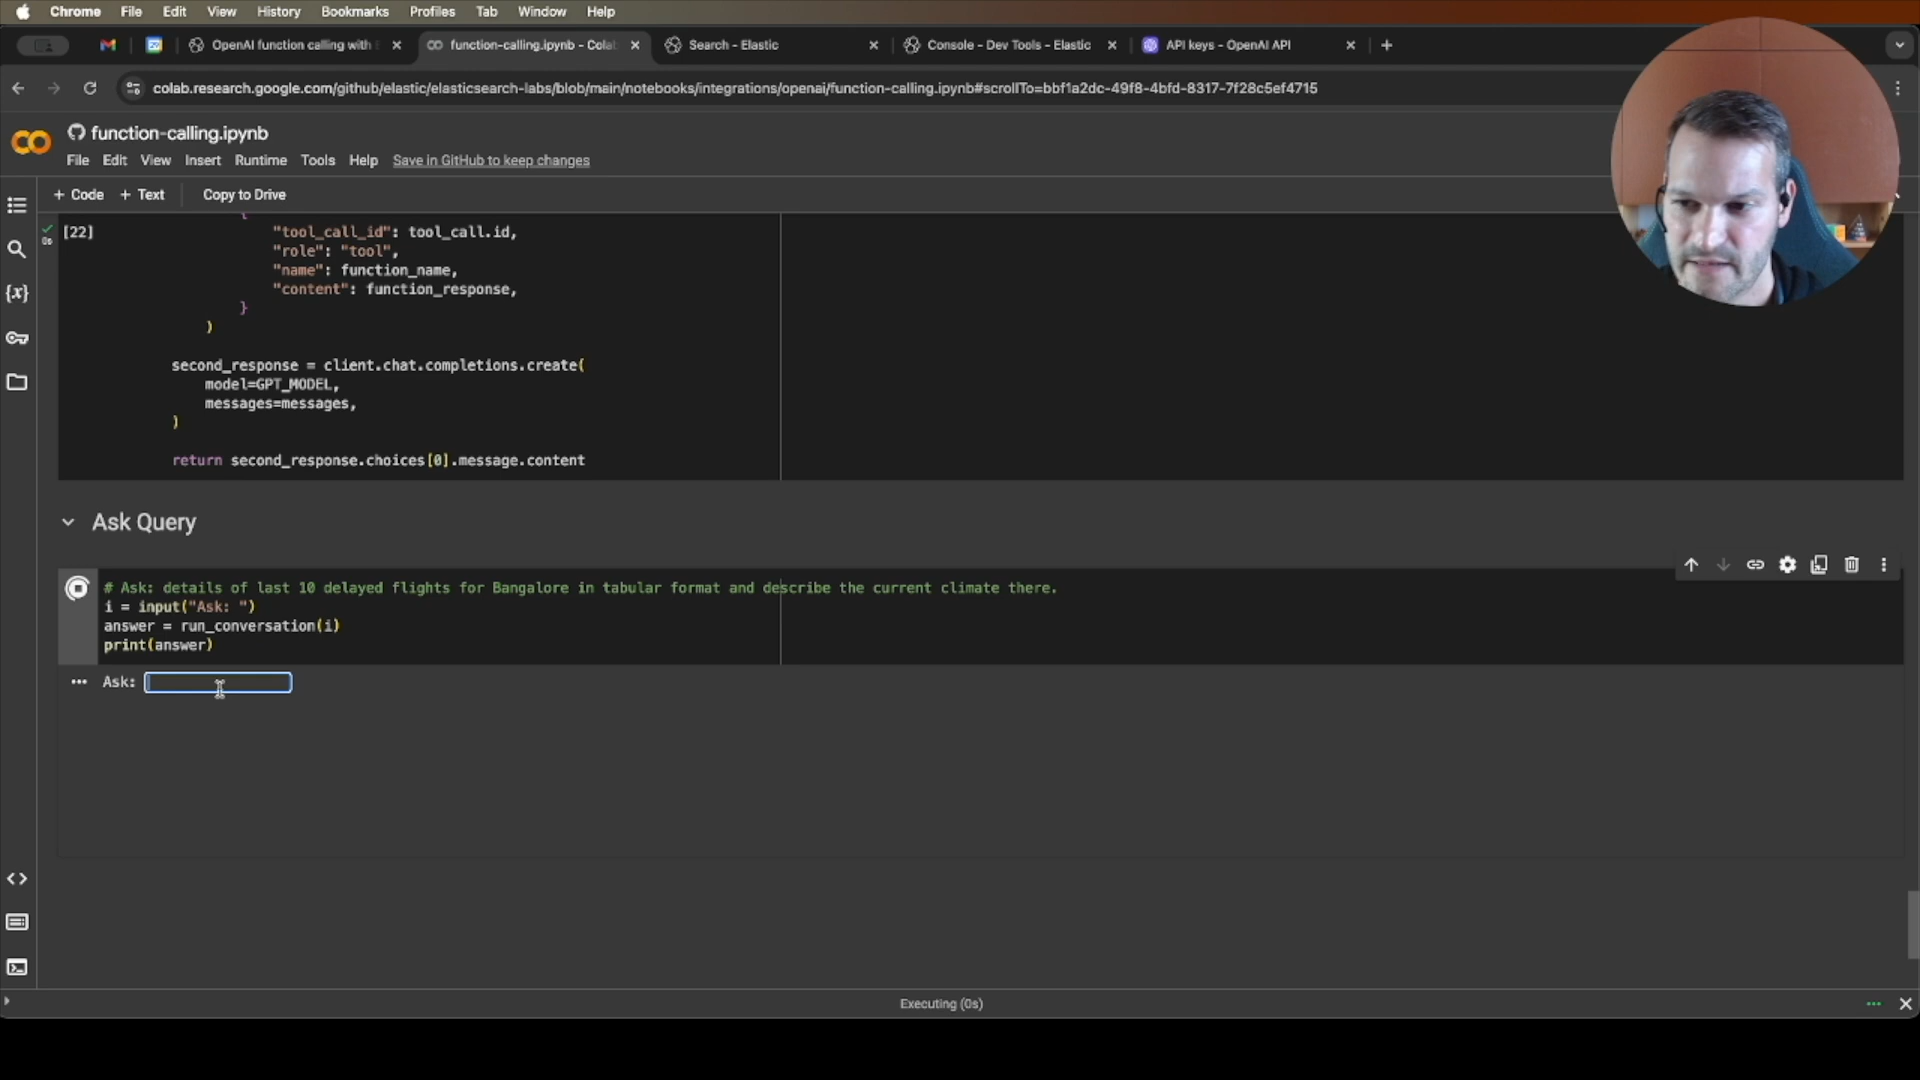 Chrome File Edit View History Bookmarks Profiles Tab Window Help
OpenAI function calling with E
function-calling.ipynb - Colab
Search - Elastic
Console - Dev Tools - Elastic
API keys - OpenAI API
colab.research.google.com/github/elastic/elasticsearch-labs/blob/main/notebooks/integrations/openai/function-calling.ipynb#scrollTo=bbf1a2dc-49f8-4bfd-8317-7f28c5ef4715
function-calling.ipynb
File Edit View Insert Runtime Tools Help Save in GitHub to keep changes
+ Code + Text Copy to Drive
{
[22] "tool_call_id": tool_call.id,
"role": "tool",
"name": function_name,
"content": function_response,
}
)
second_response = client.chat.completions.create(
model=GPT_MODEL,
messages=messages,
)
return second_response.choices[0].message.content
Ask Query
# Ask: details of last 10 delayed flights for Bangalore in tabular format and describe the current climate there.
i = input("Ask: ")
answer = run_conversation(i)
print(answer)
Ask:
Executing (0s)